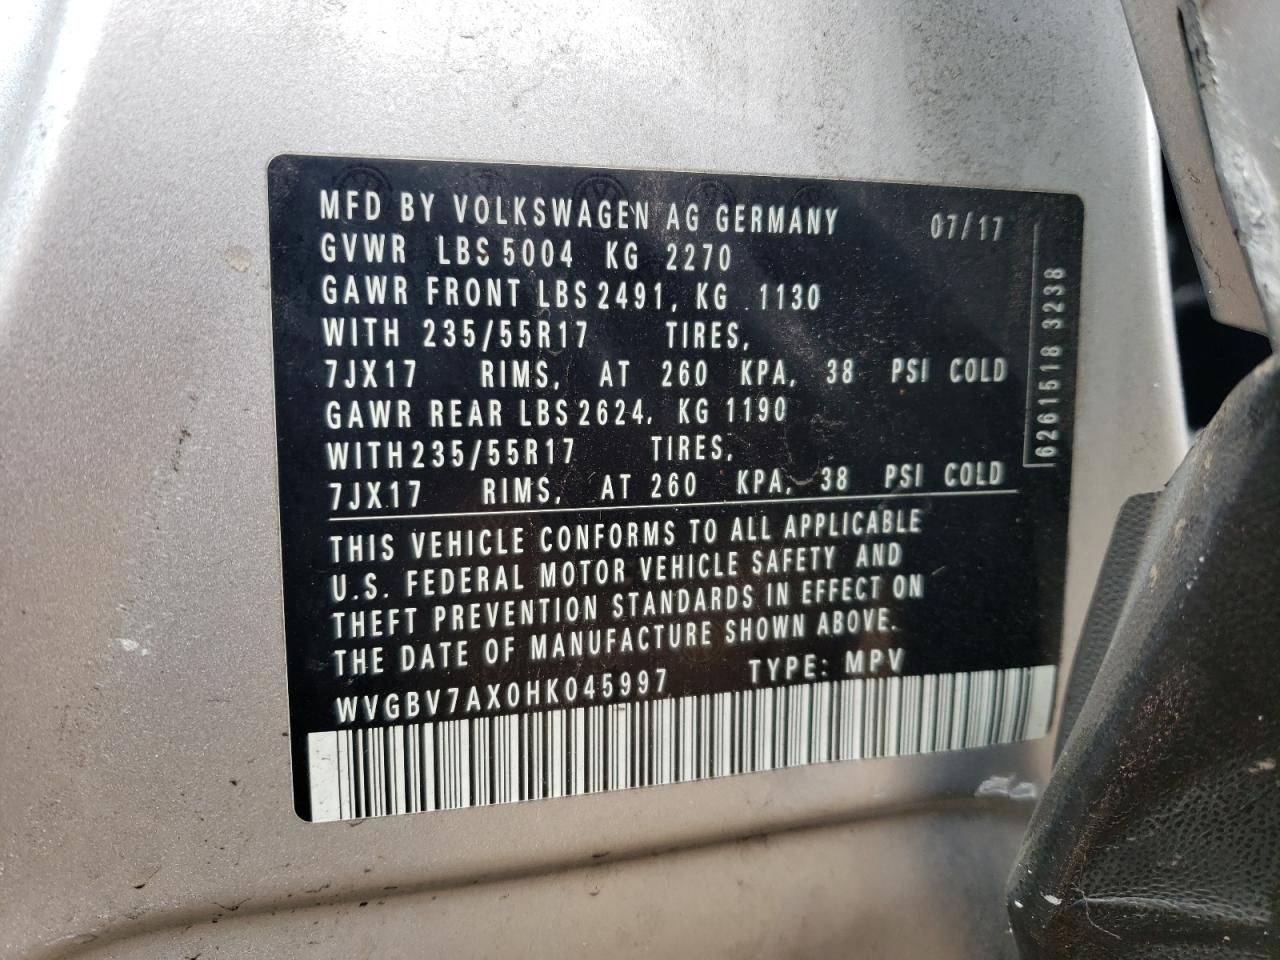 MFD BY VOLKSWAGEN AG GERMANY 07/17
GVWR LBS 5004 KG 2270
GAWR FRONT LBS 2491, KG 1130
WITH 235/55R17 TIRES,
7JX17 RIMS, AT 260 KPA, 38 PSI COLD
GAWR REAR LBS 2624, KG 1190
WITH 235/55R17 TIRES,
7JX17 RIMS, AT 260 KPA, 38 PSI COLD
THIS VEHICLE CONFORMS TO ALL APPLICABLE
U.S. FEDERAL MOTOR VEHICLE SAFETY AND
THEFT PREVENTION STANDARDS IN EFFECT ON
THE DATE OF MANUFACTURE SHOWN ABOVE.
WVGBV7AX0HK045997 TYPE: MPV
6261518 3238